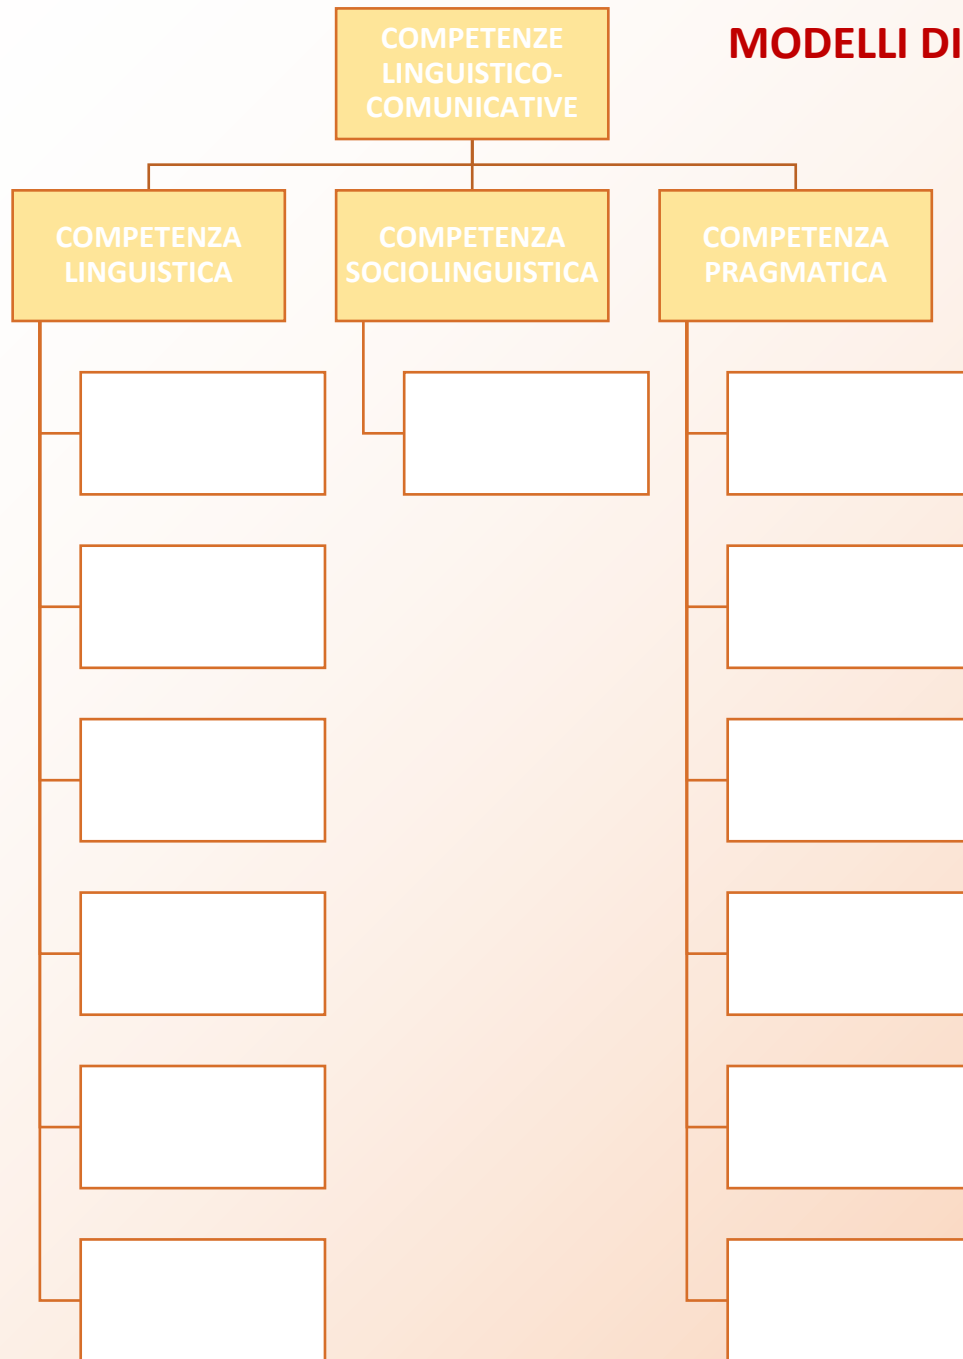 COMPETENZE
LINGUISTICO-
COMUNICATIVE
MODELLI DI
COMPETENZA
LINGUISTICA
COMPETENZA
SOCIOLINGUISTICA
COMPETENZA
PRAGMATICA